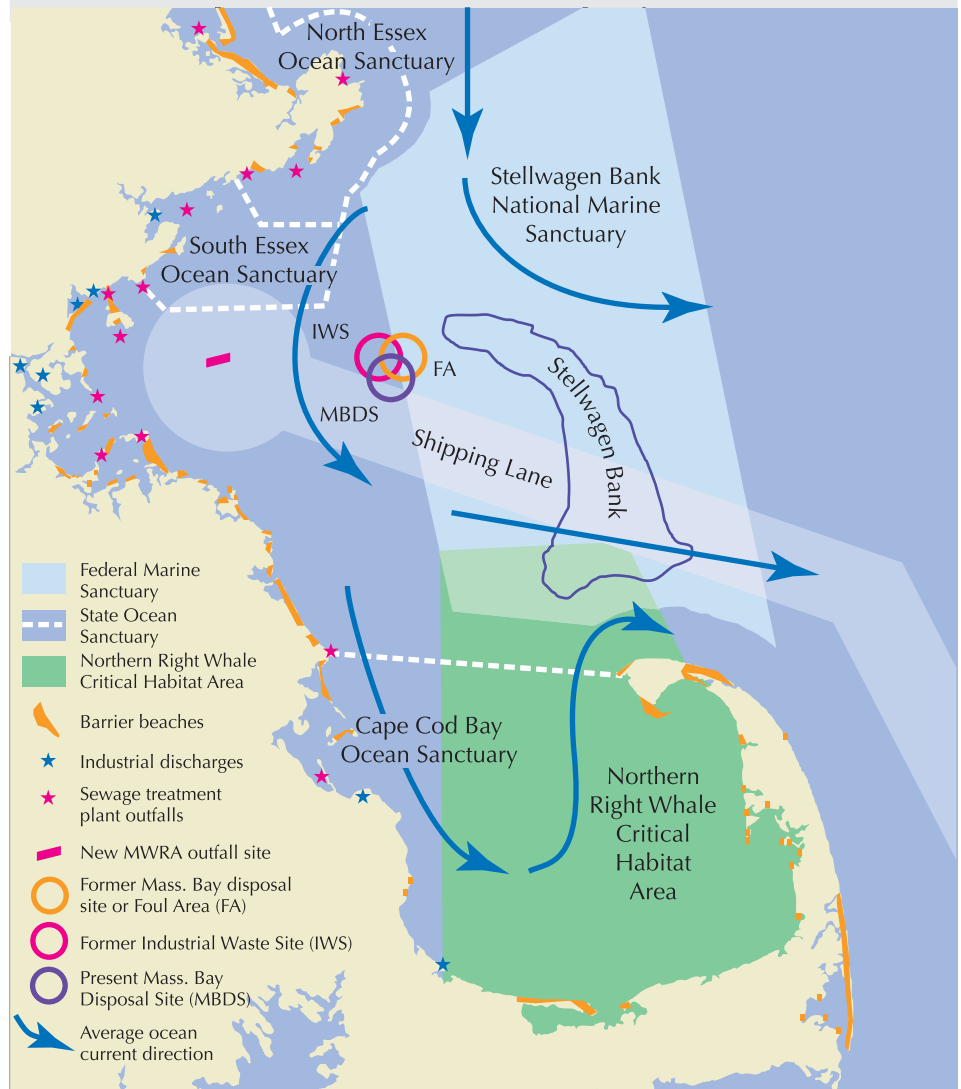 North Essex
Ocean Sanctuary
Stellwagen Bank
National Marine
Sanctuary
South Essex
Ocean Sanctuary
IWS
FA
MBDS
Stellwagen Bank
Shipping Lane
Federal Marine
Sanctuary
State Ocean
Sanctuary
Northern Right Whale
Critical Habitat Area
Barrier beaches
Industrial discharges
Sewage treatment
plant outfalls
New MWRA outfall site
Former Mass. Bay disposal
site or Foul Area (FA)
Former Industrial Waste Site (IWS)
Present Mass. Bay
Disposal Site (MBDS)
Average ocean
current direction
Cape Cod Bay
Ocean Sanctuary
Northern
Right Whale
Critical
Habitat
Area